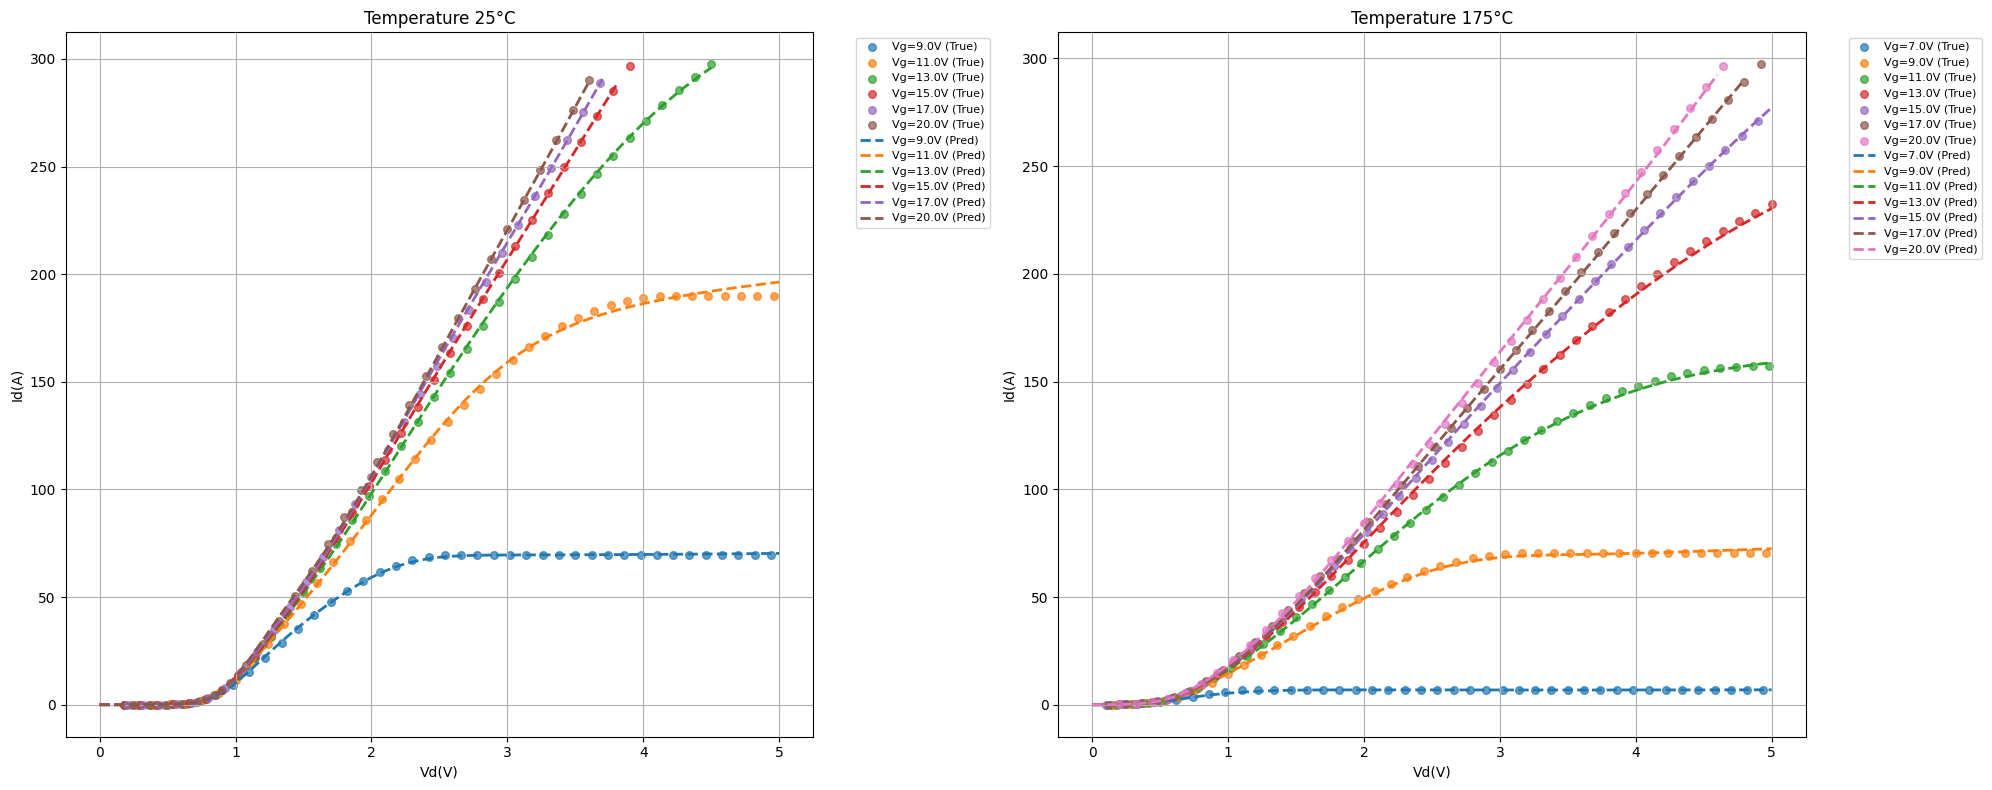 Temperature 25°C
300
250
200
150
100
50
0
Id(A)
0 1 2 3 4 5
Vd(V)
Vg=9.0V (True)
Vg=11.0V (True)
Vg=13.0V (True)
Vg=15.0V (True)
Vg=17.0V (True)
Vg=20.0V (True)
Vg=9.0V (Pred)
Vg=11.0V (Pred)
Vg=13.0V (Pred)
Vg=15.0V (Pred)
Vg=17.0V (Pred)
Vg=20.0V (Pred)
Temperature 175°C
300
250
200
150
100
50
0
Id(A)
0 1 2 3 4 5
Vd(V)
Vg=7.0V (True)
Vg=9.0V (True)
Vg=11.0V (True)
Vg=13.0V (True)
Vg=15.0V (True)
Vg=17.0V (True)
Vg=20.0V (True)
Vg=7.0V (Pred)
Vg=9.0V (Pred)
Vg=11.0V (Pred)
Vg=13.0V (Pred)
Vg=15.0V (Pred)
Vg=17.0V (Pred)
Vg=20.0V (Pred)